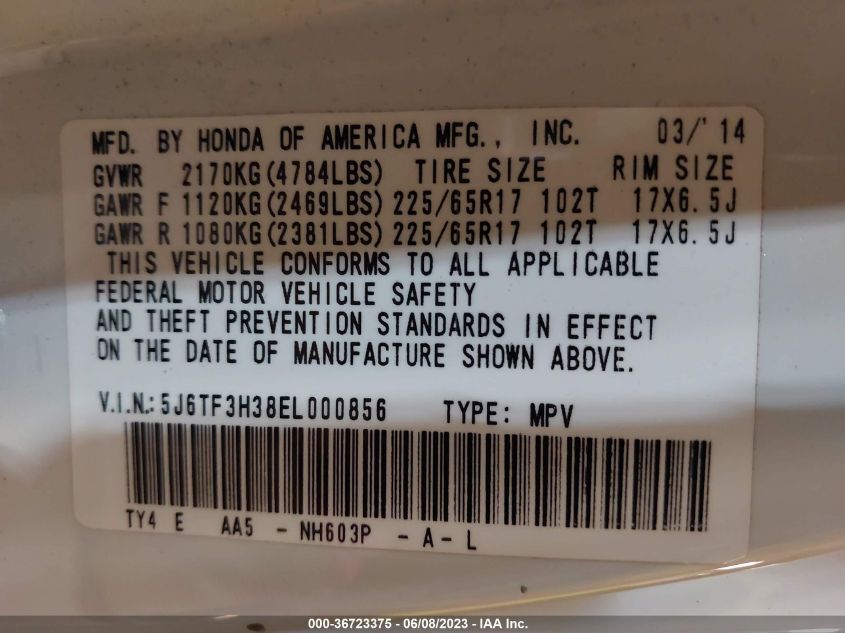 MFD. BY HONDA OF AMERICA MFG., INC. 03/'14
GVWR 2170KG(4784LBS) TIRE SIZE RIM SIZE
GAWR F 1120KG(2469LBS) 225/65R17 102T 17X6.5J
GAWR R 1080KG(2381LBS) 225/65R17 102T 17X6.5J
THIS VEHICLE CONFORMS TO ALL APPLICABLE
FEDERAL MOTOR VEHICLE SAFETY
AND THEFT PREVENTION STANDARDS IN EFFECT
ON THE DATE OF MANUFACTURE SHOWN ABOVE.
V.I.N.: 5J6TF3H38EL000856 TYPE: MPV
TY4 E AA5 - NH603P - A - L
000-36723375 - 06/08/2023 - IAA Inc.